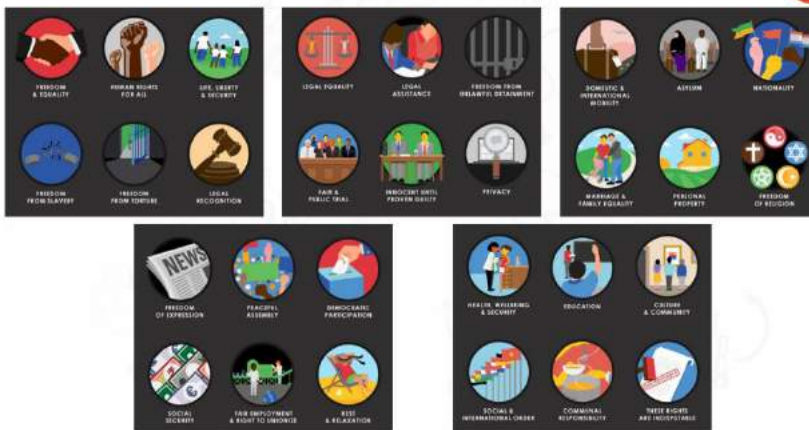 FREEDOM
& EQUALITY
HUMAN RIGHTS
FOR ALL
LIFE, LIBERTY
& SECURITY
FREEDOM
FROM SLAVERY
FREEDOM
FROM TORTURE
LEGAL
RECOGNITION
LEGAL EQUALITY
LEGAL
ASSISTANCE
FREEDOM FROM
UNLAWFUL DETAINMENT
FAIR &
PUBLIC TRIAL
INNOCENT UNTIL
PROVEN GUILTY
PRIVACY
DOMESTIC &
INTERNATIONAL
MOBILITY
ASYLUM
NATIONALITY
MARRIAGE &
FAMILY EQUALITY
PERSONAL
PROPERTY
FREEDOM
OF RELIGION
NEWS
FREEDOM
OF EXPRESSION
PEACEFUL
ASSEMBLY
DEMOCRATIC
PARTICIPATION
SOCIAL
SECURITY
FAIR EMPLOYMENT
& RIGHT TO UNIONIZE
REST
& RELAXATION
HEALTH, WELLBEING
& SECURITY
EDUCATION
CULTURE
& COMMUNITY
SOCIAL &
INTERNATIONAL ORDER
COMMUNAL
RESPONSIBILITY
THESE RIGHTS
ARE INDISPUTABLE